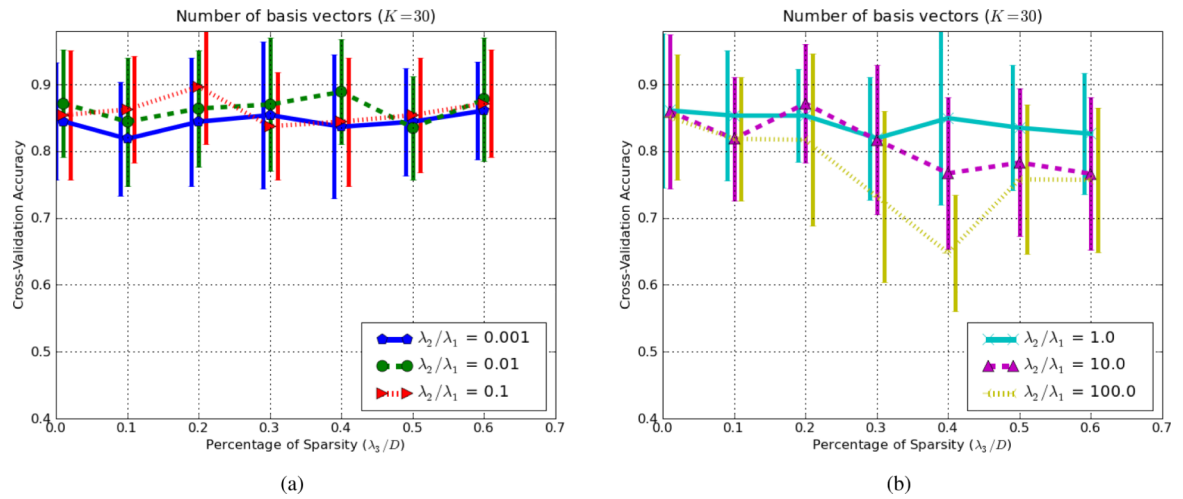 Number of basis vectors (K=30)
Cross-Validation Accuracy
0.9
0.8
0.7
0.6
0.5
0.4
λ₂/λ₁ = 0.001
λ₂/λ₁ = 0.01
λ₂/λ₁ = 0.1
0.0 0.1 0.2 0.3 0.4 0.5 0.6 0.7
Percentage of Sparsity (λ₃/D)
(a)
Number of basis vectors (K=30)
Cross-Validation Accuracy
0.9
0.8
0.7
0.6
0.5
0.4
λ₂/λ₁ = 1.0
λ₂/λ₁ = 10.0
λ₂/λ₁ = 100.0
0.0 0.1 0.2 0.3 0.4 0.5 0.6 0.7
Percentage of Sparsity (λ₃/D)
(b)